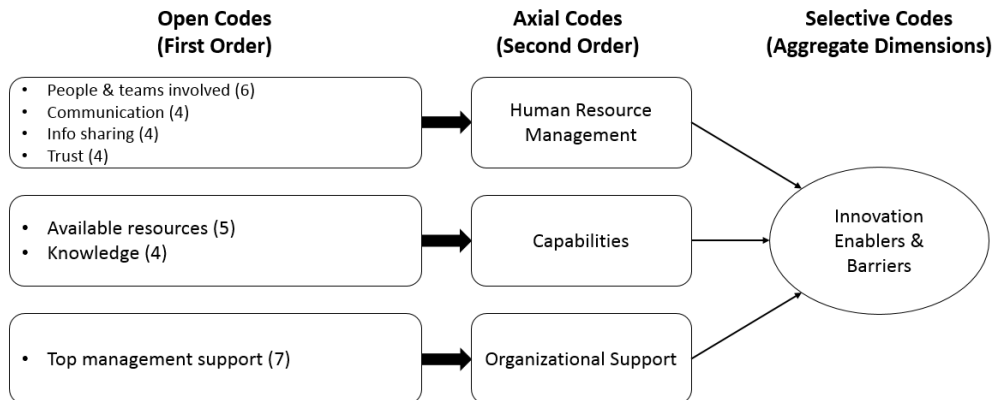 Open Codes
(First Order)
Axial Codes
(Second Order)
Selective Codes
(Aggregate Dimensions)
• People & teams involved (6)
• Communication (4)
• Info sharing (4)
• Trust (4)
Human Resource
Management
• Available resources (5)
• Knowledge (4)
Capabilities
• Top management support (7)
Organizational Support
Innovation
Enablers &
Barriers